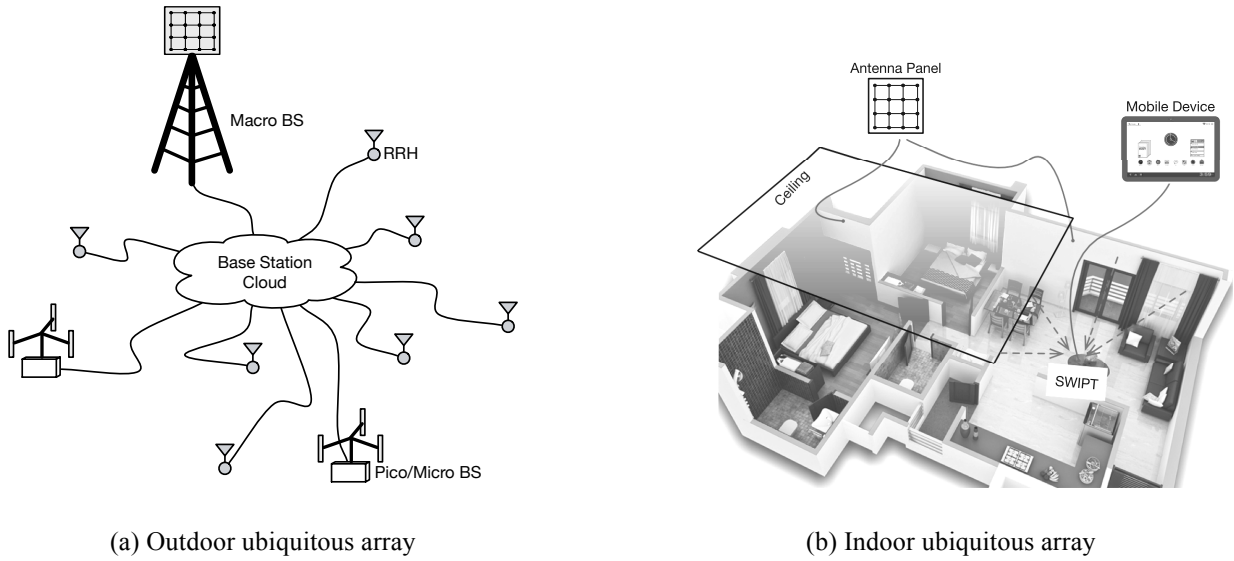 Macro BS
RRH
Base Station
Cloud
Pico/Micro BS
(a) Outdoor ubiquitous array
Antenna Panel
Mobile Device
Ceiling
SWIPT
(b) Indoor ubiquitous array